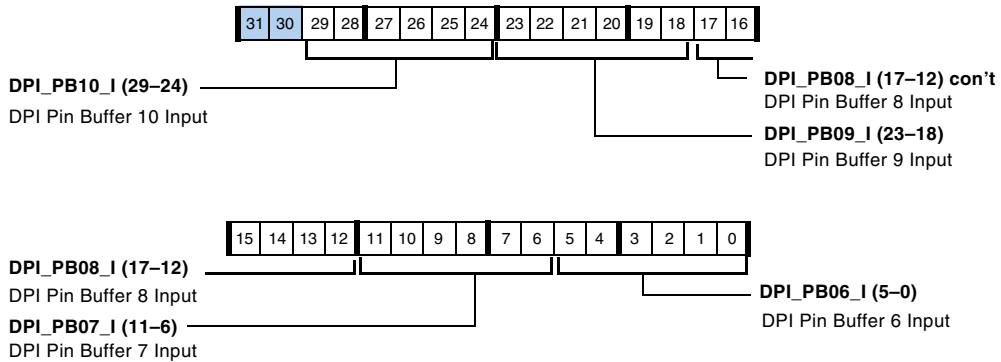 31 30 29 28 27 26 25 24 23 22 21 20 19 18 17 16
DPI_PB10_I (29–24)
DPI Pin Buffer 10 Input
DPI_PB08_I (17–12) con't
DPI Pin Buffer 8 Input
DPI_PB09_I (23–18)
DPI Pin Buffer 9 Input
15 14 13 12 11 10 9 8 7 6 5 4 3 2 1 0
DPI_PB08_I (17–12)
DPI Pin Buffer 8 Input
DPI_PB07_I (11–6)
DPI Pin Buffer 7 Input
DPI_PB06_I (5–0)
DPI Pin Buffer 6 Input